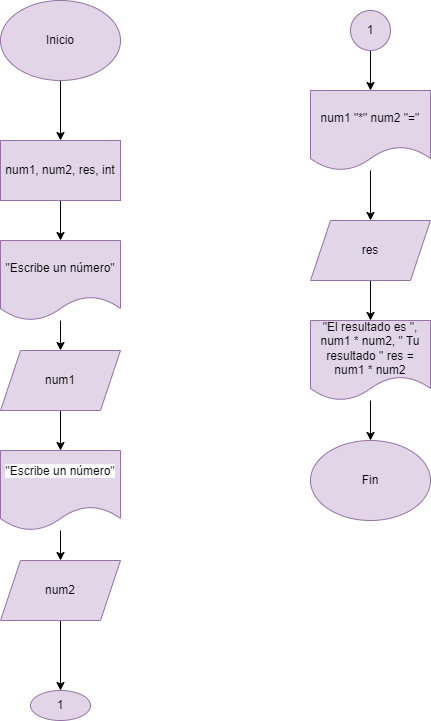 Inicio
num1, num2, res, int
"Escribe un número"
num1
"Escribe un número"
num2
1
1
num1 "*" num2 "="
res
"El resultado es ",
num1 * num2, " Tu
resultado " res =
num1 * num2
Fin